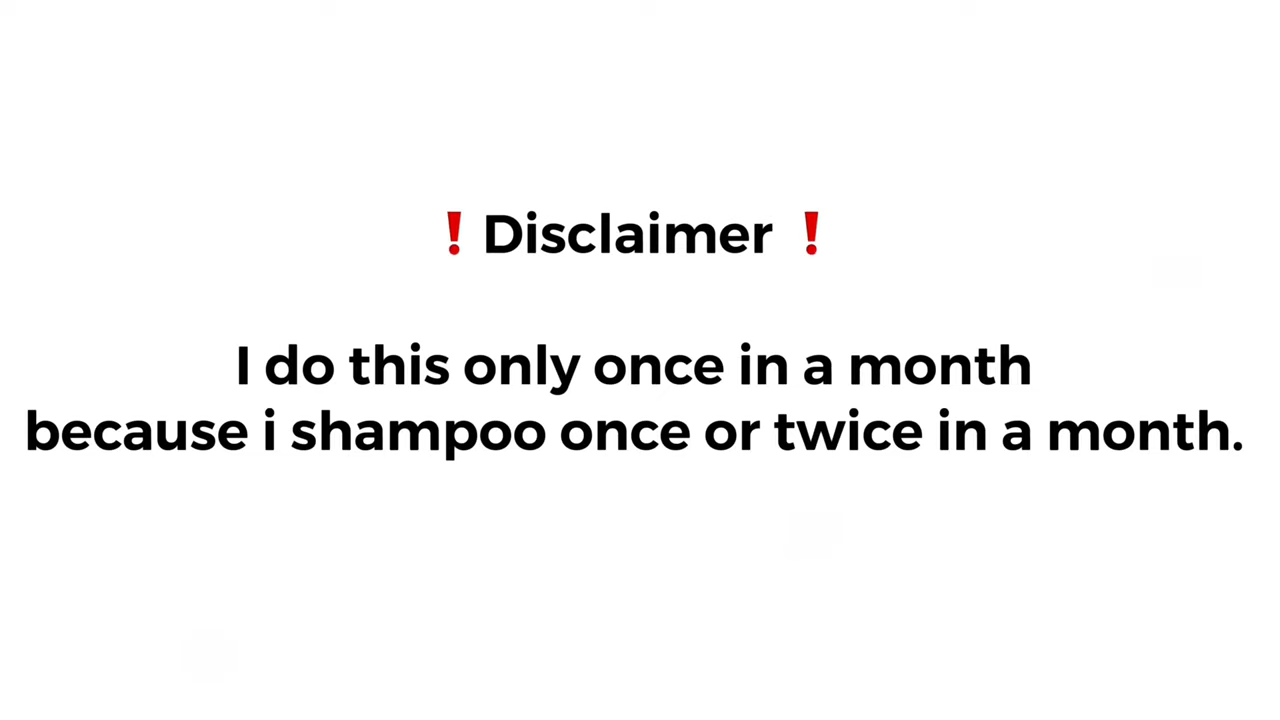 ❗Disclaimer ❗
I do this only once in a month
because i shampoo once or twice in a month.